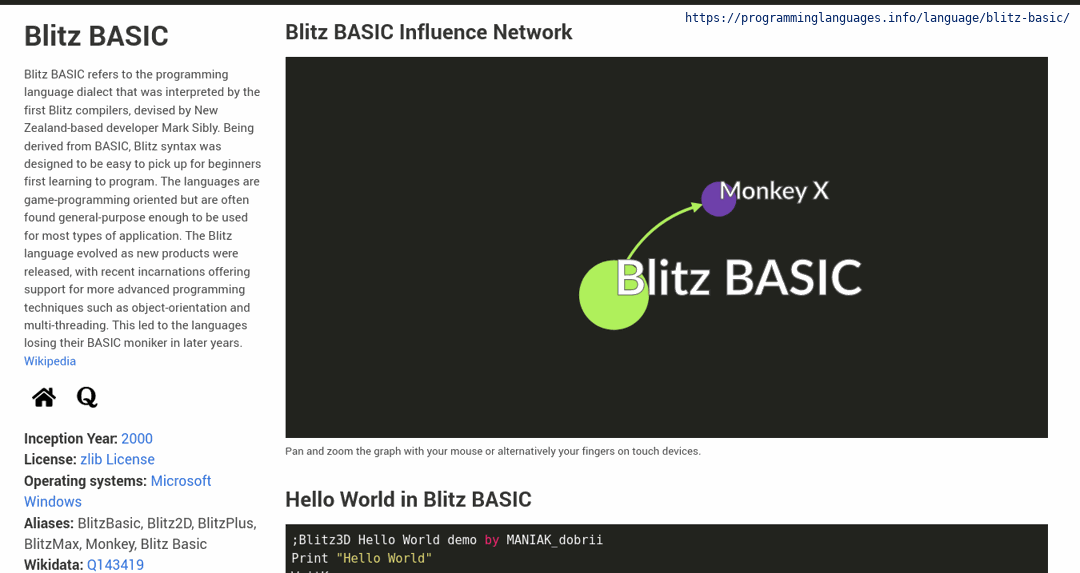 https://programminglanguages.info/language/blitz-basic/
Blitz BASIC
Blitz BASIC refers to the programming
language dialect that was interpreted by the
first Blitz compilers, devised by New
Zealand-based developer Mark Sibly. Being
derived from BASIC, Blitz syntax was
designed to be easy to pick up for beginners
first learning to program. The languages are
game-programming oriented but are often
found general-purpose enough to be used
for most types of application. The Blitz
language evolved as new products were
released, with recent incarnations offering
support for more advanced programming
techniques such as object-orientation and
multi-threading. This led to the languages
losing their BASIC moniker in later years.
Wikipedia
Q
Inception Year: 2000
License: zlib License
Operating systems: Microsoft
Windows
Aliases: BlitzBasic, Blitz2D, BlitzPlus,
BlitzMax, Monkey, Blitz Basic
Wikidata: Q143419
Blitz BASIC Influence Network
Monkey X
Blitz BASIC
Pan and zoom the graph with your mouse or alternatively your fingers on touch devices.
Hello World in Blitz BASIC
;Blitz3D Hello World demo by MANIAK_dobrii
Print "Hello World"